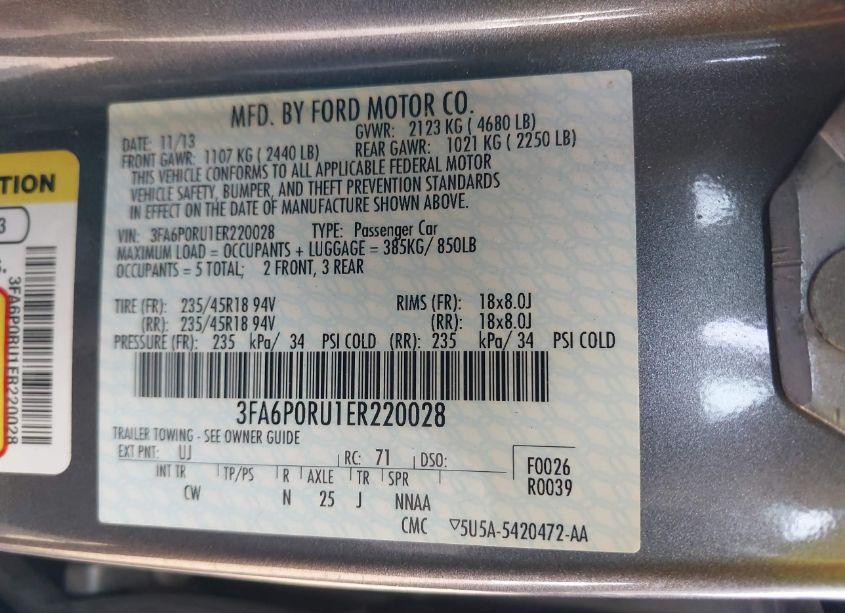 MFD. BY FORD MOTOR CO.
DATE: 11/13 GVWR: 2123 KG ( 4680 LB)
FRONT GAWR: 1107 KG ( 2440 LB) REAR GAWR: 1021 KG ( 2250 LB)
THIS VEHICLE CONFORMS TO ALL APPLICABLE FEDERAL MOTOR
VEHICLE SAFETY, BUMPER, AND THEFT PREVENTION STANDARDS
IN EFFECT ON THE DATE OF MANUFACTURE SHOWN ABOVE.
VIN: 3FA6P0RU1ER220028 TYPE: Passenger Car
MAXIMUM LOAD = OCCUPANTS + LUGGAGE = 385KG/ 850LB
OCCUPANTS = 5 TOTAL; 2 FRONT, 3 REAR
TIRE (FR): 235/45R18 94V RIMS (FR): 18x8.0J
(RR): 235/45R18 94V (RR): 18x8.0J
PRESSURE (FR): 235 kPa/ 34 PSI COLD (RR): 235 kPa/ 34 PSI COLD
3FA6P0RU1ER220028
TRAILER TOWING - SEE OWNER GUIDE
EXT PNT: UJ RC: 71 DSO:
INT TR TP/PS R AXLE TR SPR
CW N 25 J NNAA
F0026
R0039
CMC ▽5U5A-5420472-AA
TION
3
S.
3FA6P0RU1ER220028